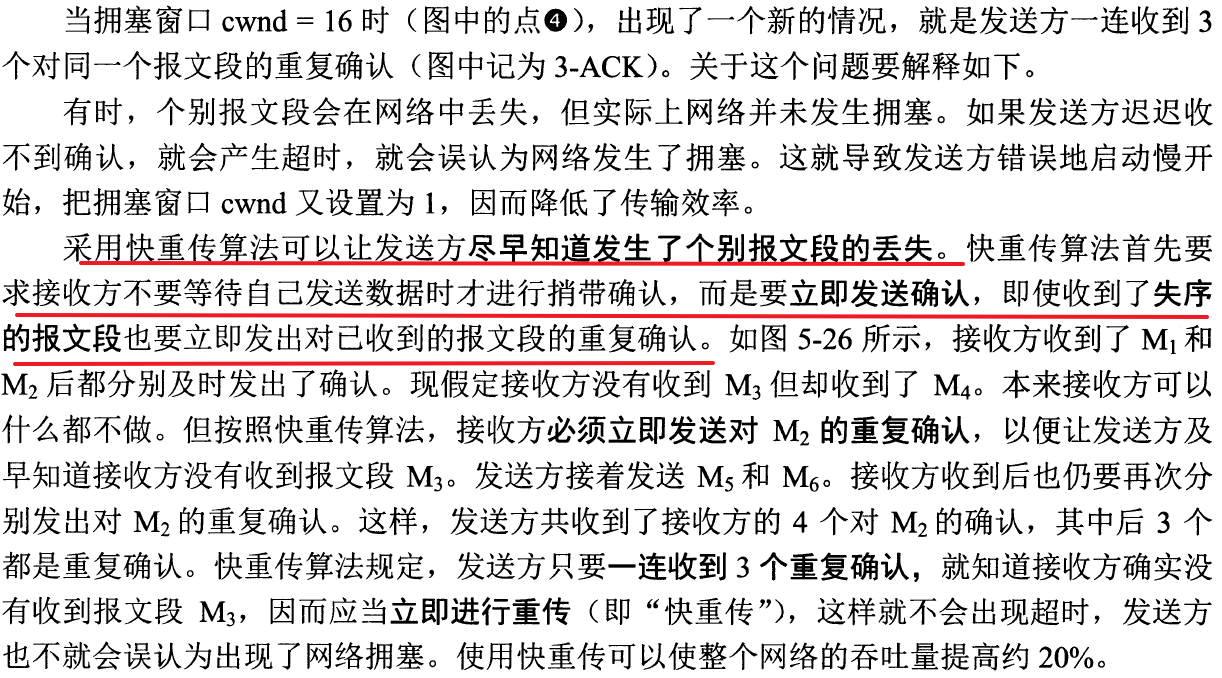 当拥塞窗口 cwnd = 16 时（图中的点❹），出现了一个新的情况，就是发送方一连收到 3
个对同一个报文段的重复确认（图中记为 3-ACK）。关于这个问题要解释如下。
有时，个别报文段会在网络中丢失，但实际上网络并未发生拥塞。如果发送方迟迟收
不到确认，就会产生超时，就会误认为网络发生了拥塞。这就导致发送方错误地启动慢开
始，把拥塞窗口 cwnd 又设置为 1，因而降低了传输效率。
采用快重传算法可以让发送方尽早知道发生了个别报文段的丢失。快重传算法首先要
求接收方不要等待自己发送数据时才进行捎带确认，而是要立即发送确认，即使收到了失序
的报文段也要立即发出对已收到的报文段的重复确认。如图 5-26 所示，接收方收到了 M₁ 和
M₂ 后都分别及时发出了确认。现假定接收方没有收到 M₃ 但却收到了 M₄。本来接收方可以
什么都不做。但按照快重传算法，接收方必须立即发送对 M₂ 的重复确认，以便让发送方及
早知道接收方没有收到报文段 M₃。发送方接着发送 M₅ 和 M₆。接收方收到后也仍要再次分
别发出对 M₂ 的重复确认。这样，发送方共收到了接收方的 4 个对 M₂ 的确认，其中后 3 个
都是重复确认。快重传算法规定，发送方只要一连收到 3 个重复确认，就知道接收方确实没
有收到报文段 M₃，因而应当立即进行重传（即“快重传”），这样就不会出现超时，发送方
也不就会误认为出现了网络拥塞。使用快重传可以使整个网络的吞吐量提高约 20%。